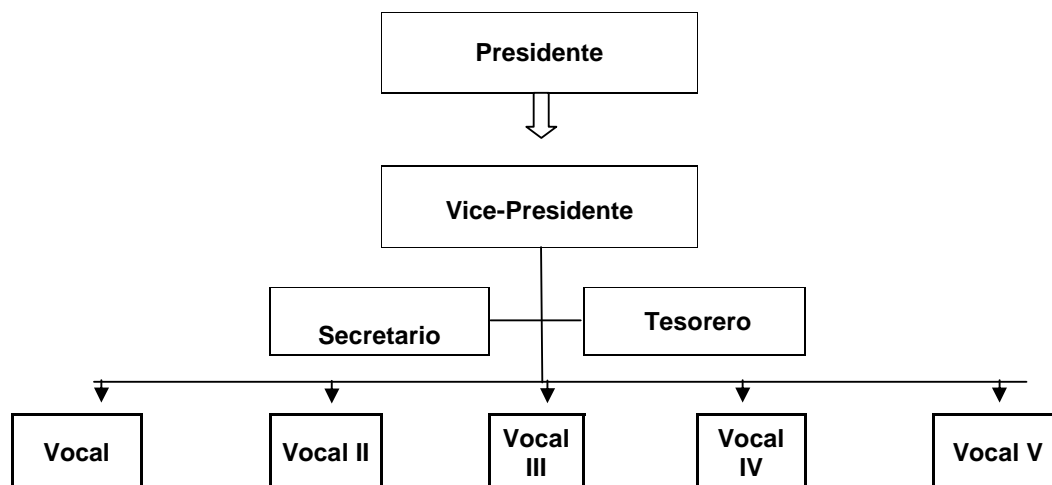 Presidente
Vice-Presidente
Secretario
Tesorero
Vocal
Vocal II
Vocal
III
Vocal
IV
Vocal V